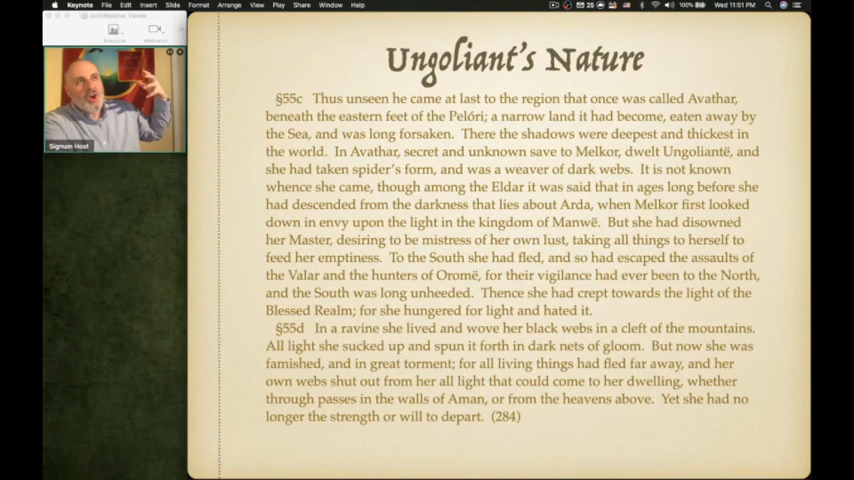 Keynote File Edit Insert Slide Format Arrange View Play Share Window Help
25
100%
Wed 11:51 PM
GoToWebinar Viewer
Signum Host
Ungoliant's Nature
§55c Thus unseen he came at last to the region that once was called Avathar,
beneath the eastern feet of the Pelóri; a narrow land it had become, eaten away by
the Sea, and was long forsaken. There the shadows were deepest and thickest in
the world. In Avathar, secret and unknown save to Melkor, dwelt Ungoliantë, and
she had taken spider's form, and was a weaver of dark webs. It is not known
whence she came, though among the Eldar it was said that in ages long before she
had descended from the darkness that lies about Arda, when Melkor first looked
down in envy upon the light in the kingdom of Manwë. But she had disowned
her Master, desiring to be mistress of her own lust, taking all things to herself to
feed her emptiness. To the South she had fled, and so had escaped the assaults of
the Valar and the hunters of Oromë, for their vigilance had ever been to the North,
and the South was long unheeded. Thence she had crept towards the light of the
Blessed Realm; for she hungered for light and hated it.
§55d In a ravine she lived and wove her black webs in a cleft of the mountains.
All light she sucked up and spun it forth in dark nets of gloom. But now she was
famished, and in great torment; for all living things had fled far away, and her
own webs shut out from her all light that could come to her dwelling, whether
through passes in the walls of Aman, or from the heavens above. Yet she had no
longer the strength or will to depart. (284)